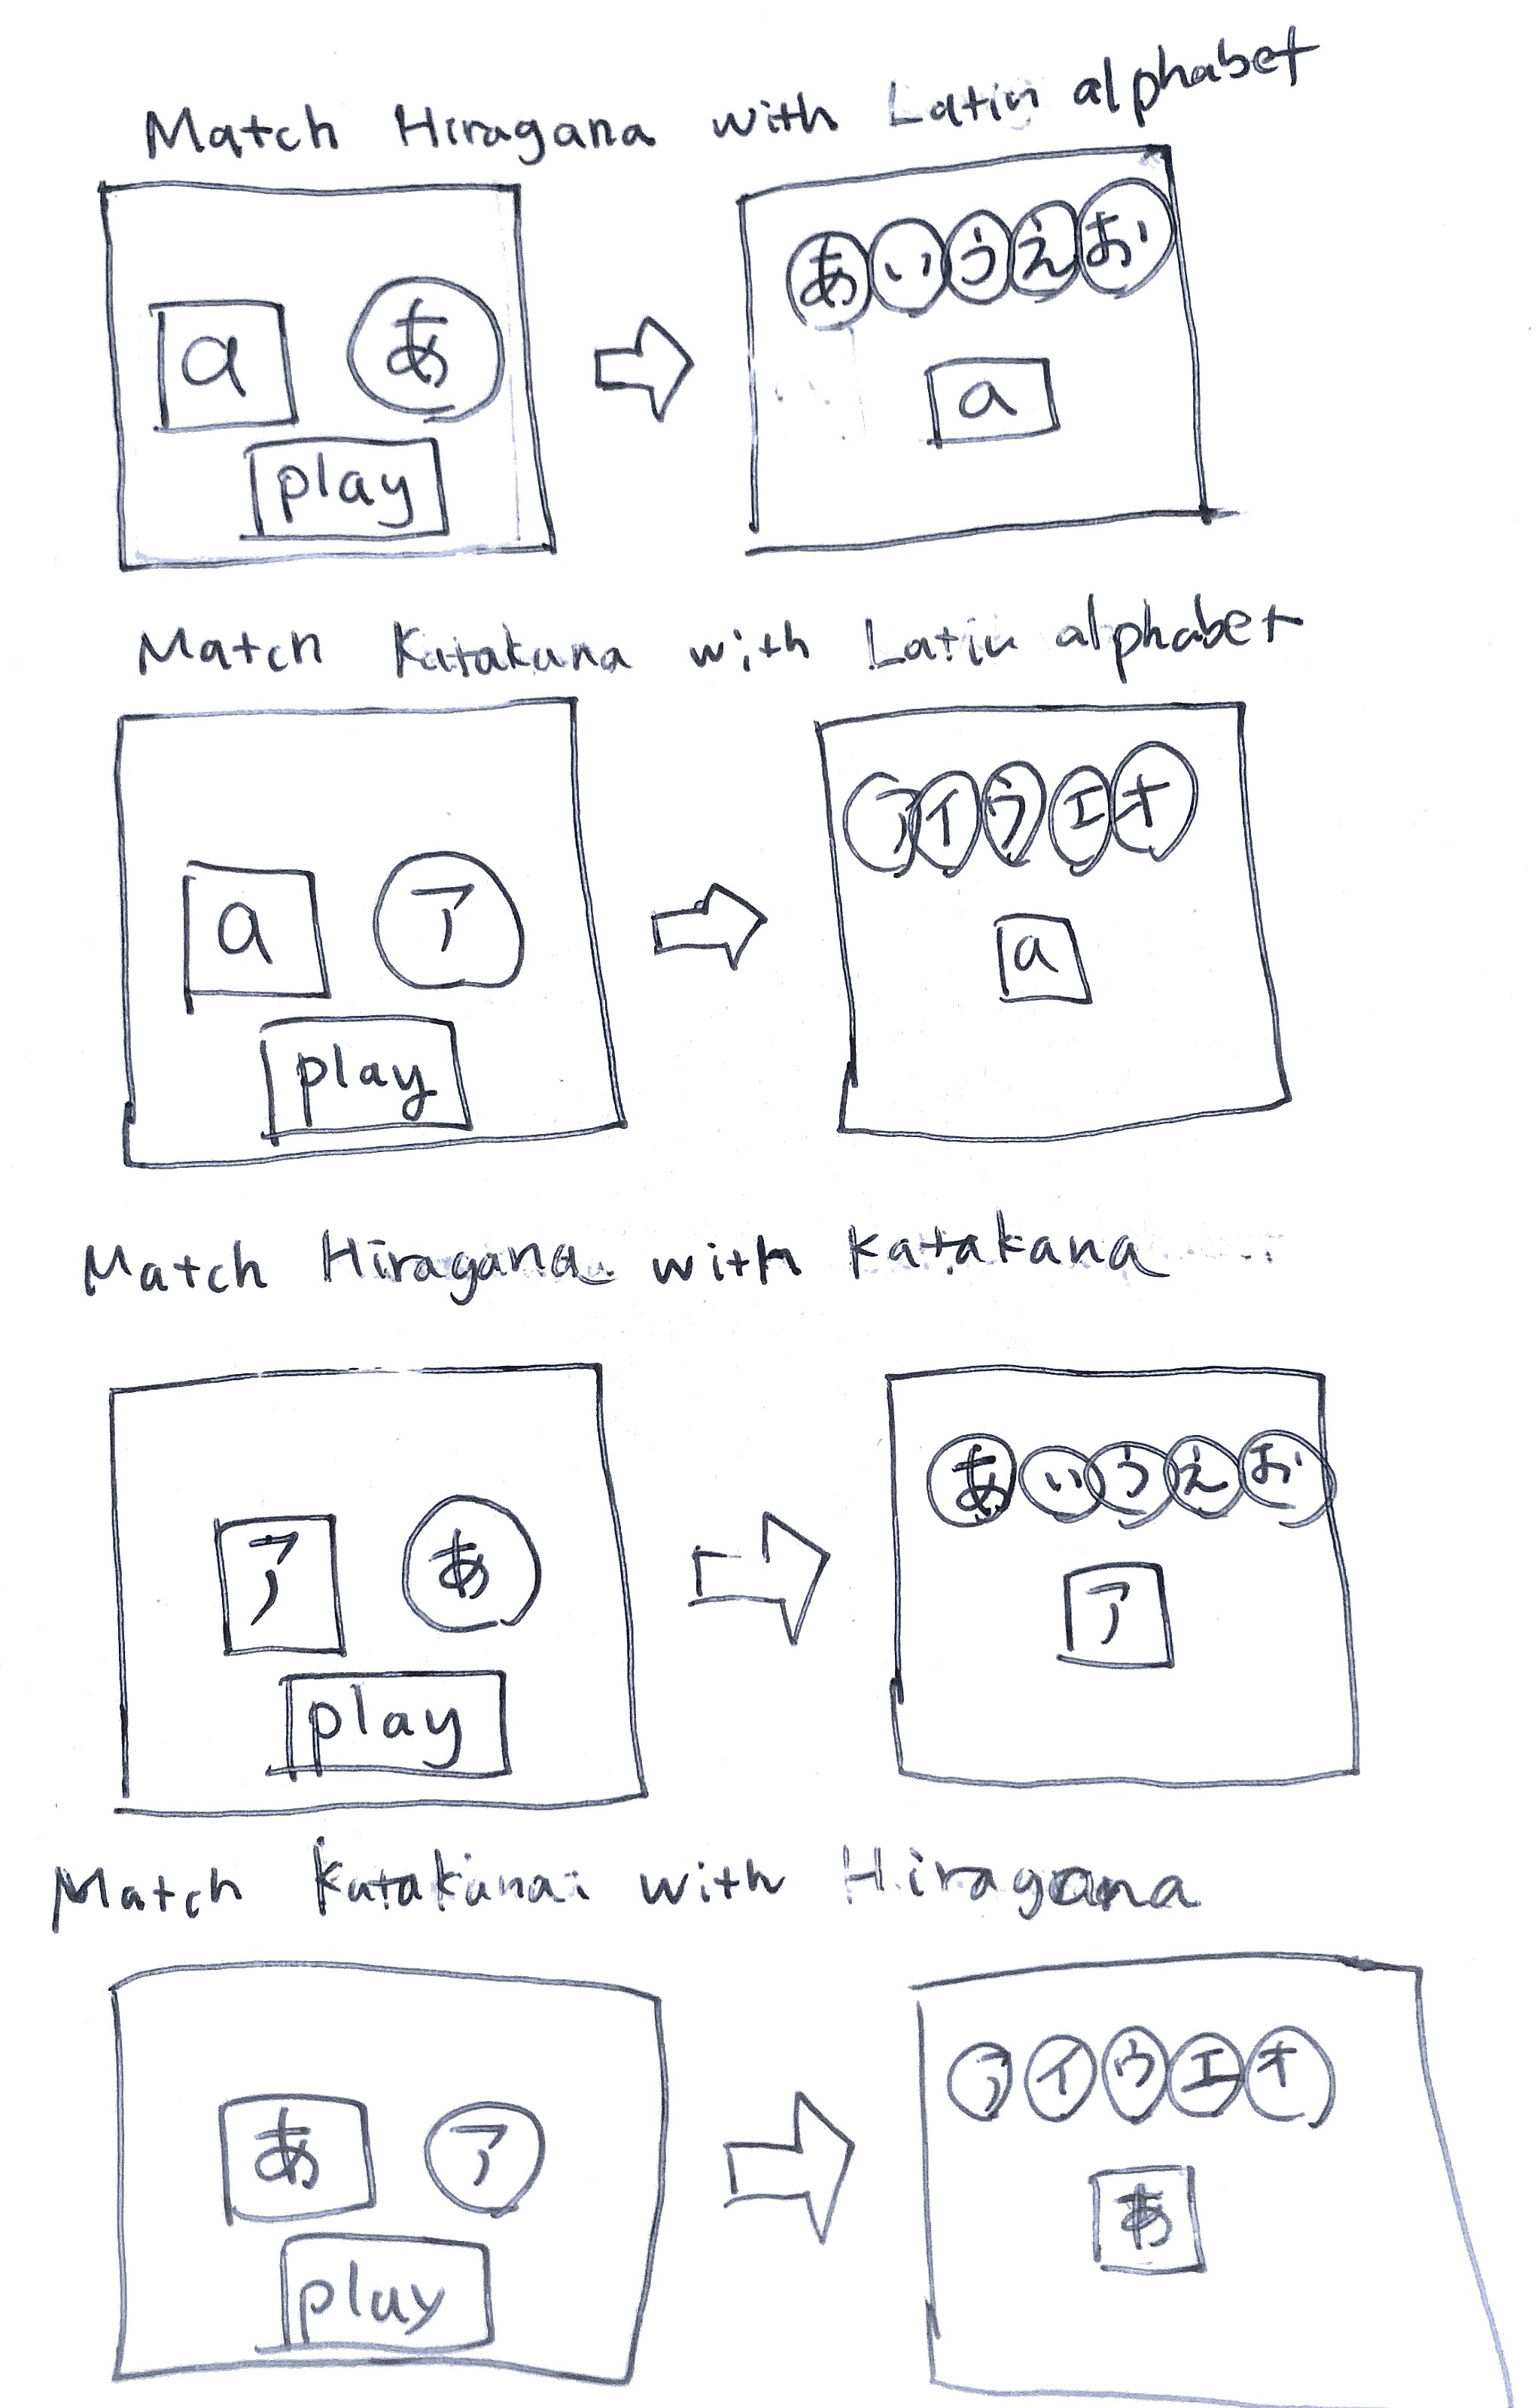 Match Hiragana with Latin alphabet
a あ
play
あいうえお
a
Match Katakana with Latin alphabet
a ア
play
アイウエオ
a
Match Hiragana with Katakana
ア あ
play
あいうえお
ア
Match Katakana with Hiragana
あ ア
play
アイウエオ
あ